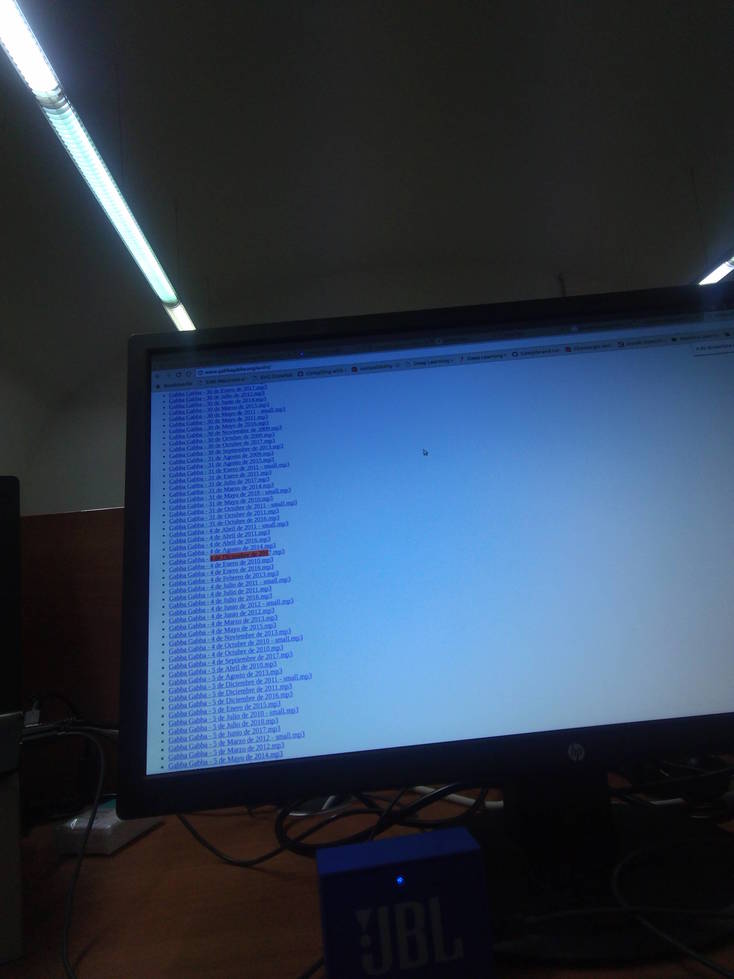 Bookmarks
Deep Learning
Gabba Gabba - 30 de Enero de 2017.mp3
Gabba Gabba - 30 de Julio de 2012.mp3
Gabba Gabba - 30 de Junio de 2014.mp3
Gabba Gabba - 30 de Marzo de 2015.mp3
Gabba Gabba - 30 de Mayo de 2011 - small.mp3
Gabba Gabba - 30 de Mayo de 2011.mp3
Gabba Gabba - 30 de Mayo de 2016.mp3
Gabba Gabba - 30 de Noviembre de 2009.mp3
Gabba Gabba - 30 de Octubre de 2009.mp3
Gabba Gabba - 30 de Octubre de 2017.mp3
Gabba Gabba - 30 de Septiembre de 2013.mp3
Gabba Gabba - 31 de Agosto de 2009.mp3
Gabba Gabba - 31 de Agosto de 2015.mp3
Gabba Gabba - 31 de Enero de 2011 - small.mp3
Gabba Gabba - 31 de Enero de 2011.mp3
Gabba Gabba - 31 de Julio de 2017.mp3
Gabba Gabba - 31 de Marzo de 2014.mp3
Gabba Gabba - 31 de Mayo de 2010 - small.mp3
Gabba Gabba - 31 de Mayo de 2010.mp3
Gabba Gabba - 31 de Octubre de 2011 - small.mp3
Gabba Gabba - 31 de Octubre de 2011.mp3
Gabba Gabba - 31 de Octubre de 2016.mp3
Gabba Gabba - 4 de Abril de 2011 - small.mp3
Gabba Gabba - 4 de Abril de 2011.mp3
Gabba Gabba - 4 de Abril de 2016.mp3
Gabba Gabba - 4 de Agosto de 2014.mp3
Gabba Gabba - 4 de Diciembre de 2017.mp3
Gabba Gabba - 4 de Enero de 2010.mp3
Gabba Gabba - 4 de Enero de 2016.mp3
Gabba Gabba - 4 de Febrero de 2013.mp3
Gabba Gabba - 4 de Julio de 2011 - small.mp3
Gabba Gabba - 4 de Julio de 2011.mp3
Gabba Gabba - 4 de Julio de 2016.mp3
Gabba Gabba - 4 de Junio de 2012 - small.mp3
Gabba Gabba - 4 de Junio de 2012.mp3
Gabba Gabba - 4 de Marzo de 2013.mp3
Gabba Gabba - 4 de Mayo de 2015.mp3
Gabba Gabba - 4 de Noviembre de 2013.mp3
Gabba Gabba - 4 de Octubre de 2010 - small.mp3
Gabba Gabba - 4 de Octubre de 2010.mp3
Gabba Gabba - 4 de Septiembre de 2017.mp3
Gabba Gabba - 5 de Abril de 2010.mp3
Gabba Gabba - 5 de Agosto de 2013.mp3
Gabba Gabba - 5 de Diciembre de 2011 - small.mp3
Gabba Gabba - 5 de Diciembre de 2011.mp3
Gabba Gabba - 5 de Diciembre de 2016.mp3
Gabba Gabba - 5 de Enero de 2015.mp3
Gabba Gabba - 5 de Julio de 2010 - small.mp3
Gabba Gabba - 5 de Julio de 2010.mp3
Gabba Gabba - 5 de Junio de 2017.mp3
Gabba Gabba - 5 de Marzo de 2012 - small.mp3
Gabba Gabba - 5 de Marzo de 2012.mp3
Gabba Gabba - 5 de Mayo de 2014.mp3
hp
JBL